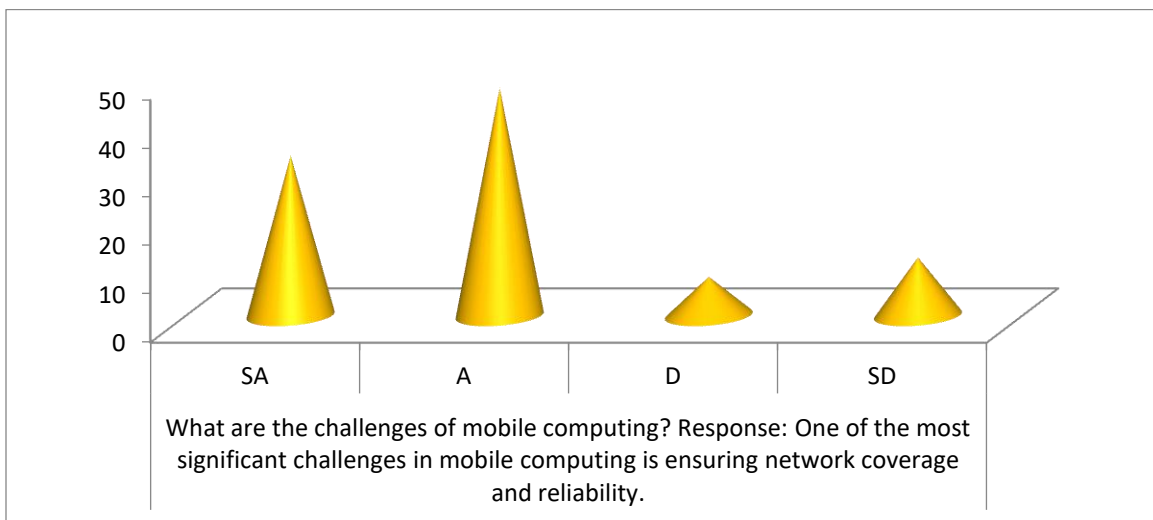 50
40
30
20
10
0
SA A D SD
What are the challenges of mobile computing? Response: One of the most
significant challenges in mobile computing is ensuring network coverage
and reliability.